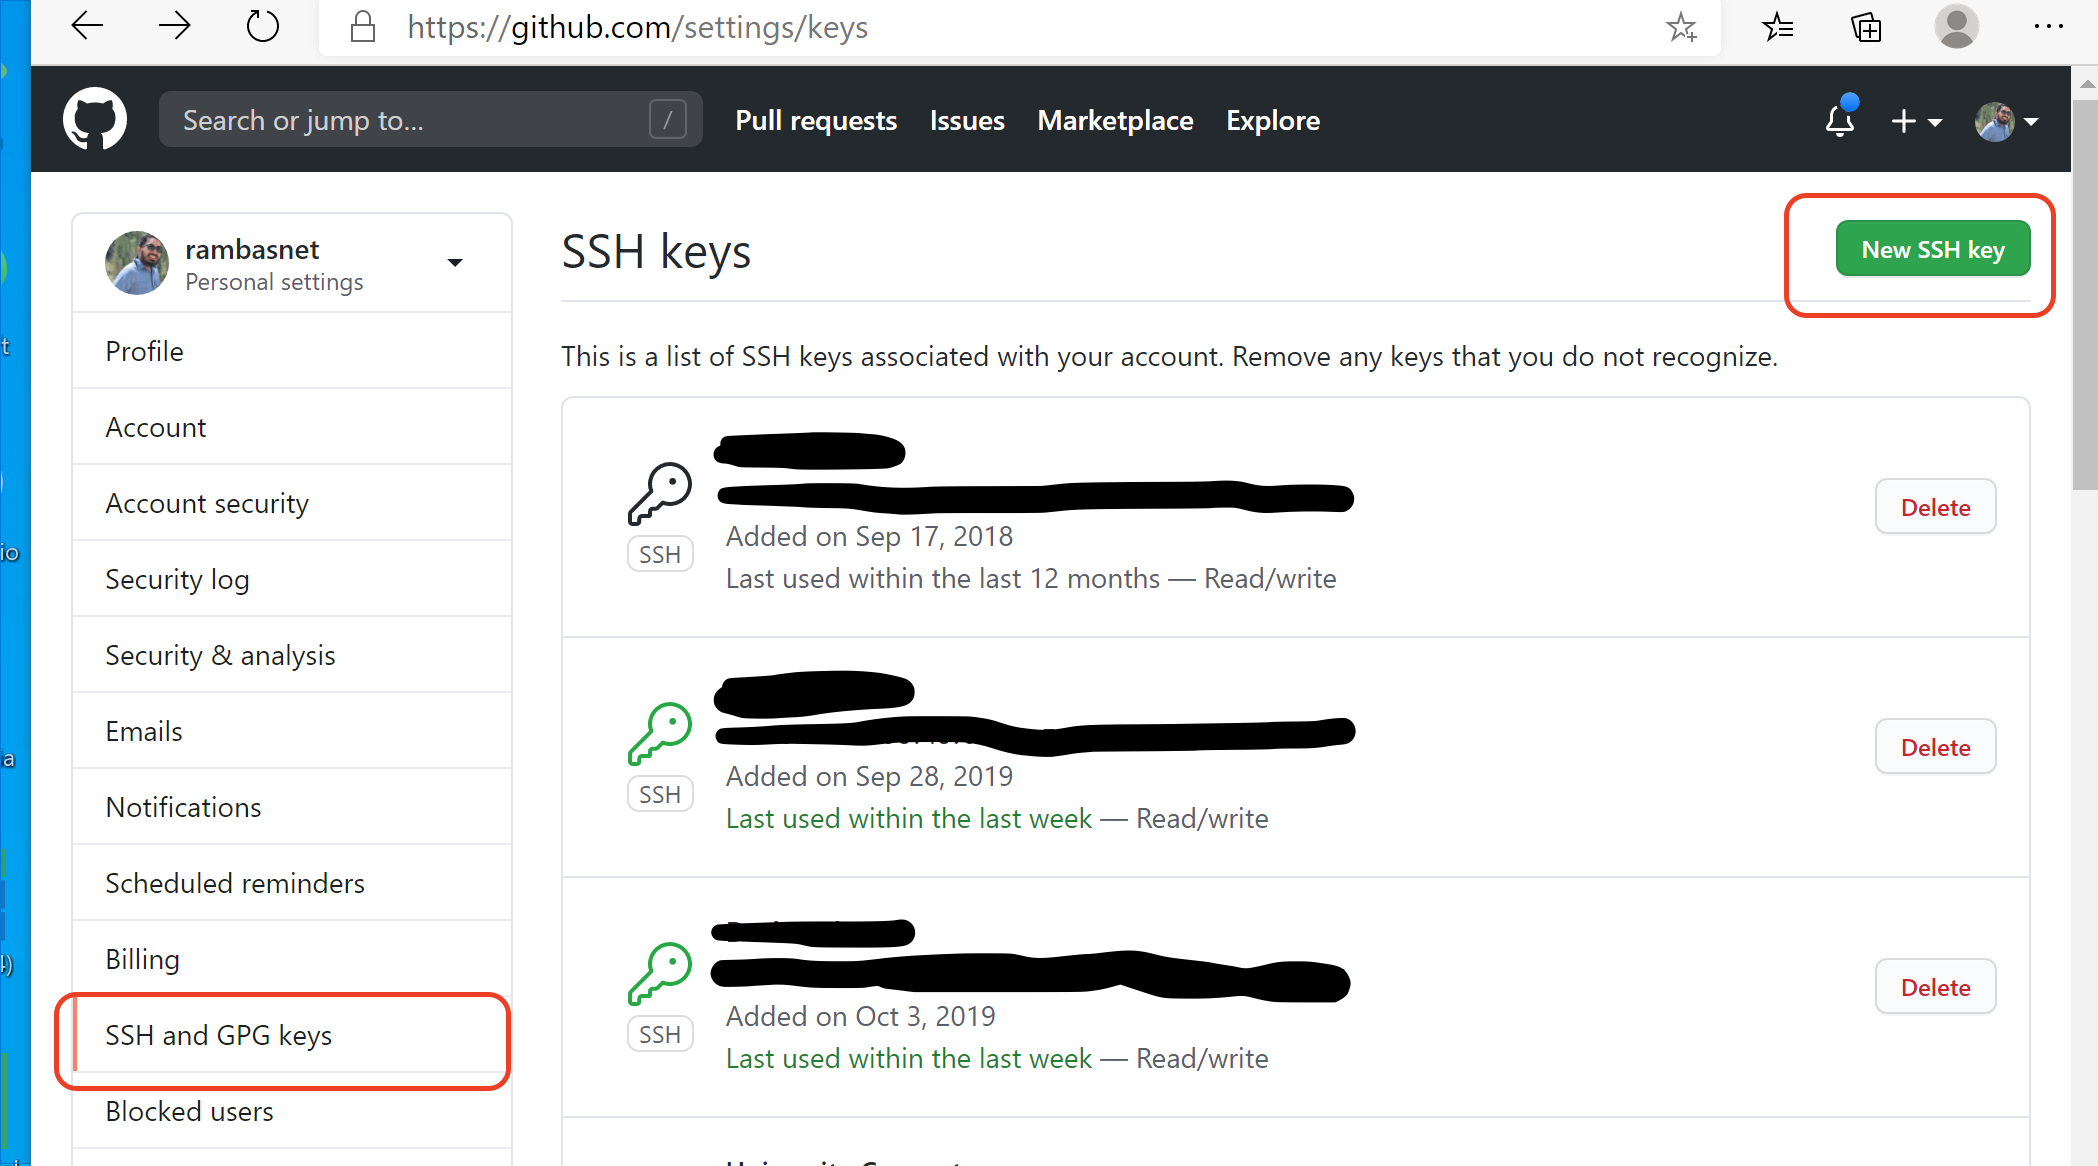 https://github.com/settings/keys
Search or jump to... /
Pull requests Issues Marketplace Explore
rambasnet
Personal settings
Profile
Account
Account security
Security log
Security & analysis
Emails
Notifications
Scheduled reminders
Billing
SSH and GPG keys
Blocked users
SSH keys
New SSH key
This is a list of SSH keys associated with your account. Remove any keys that you do not recognize.
SSH
Added on Sep 17, 2018
Last used within the last 12 months — Read/write
Delete
SSH
Added on Sep 28, 2019
Last used within the last week — Read/write
Delete
SSH
Added on Oct 3, 2019
Last used within the last week — Read/write
Delete